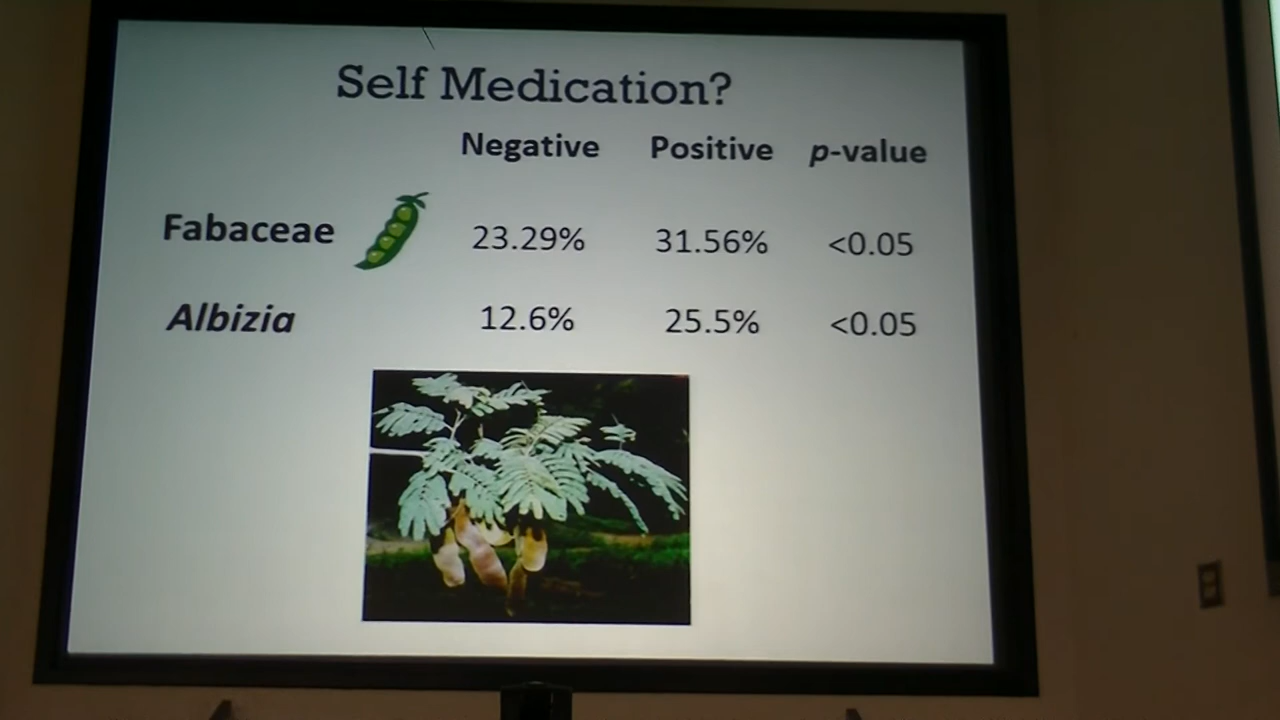 Self Medication?
Negative Positive p-value
Fabaceae 23.29% 31.56% <0.05
Albizia 12.6% 25.5% <0.05